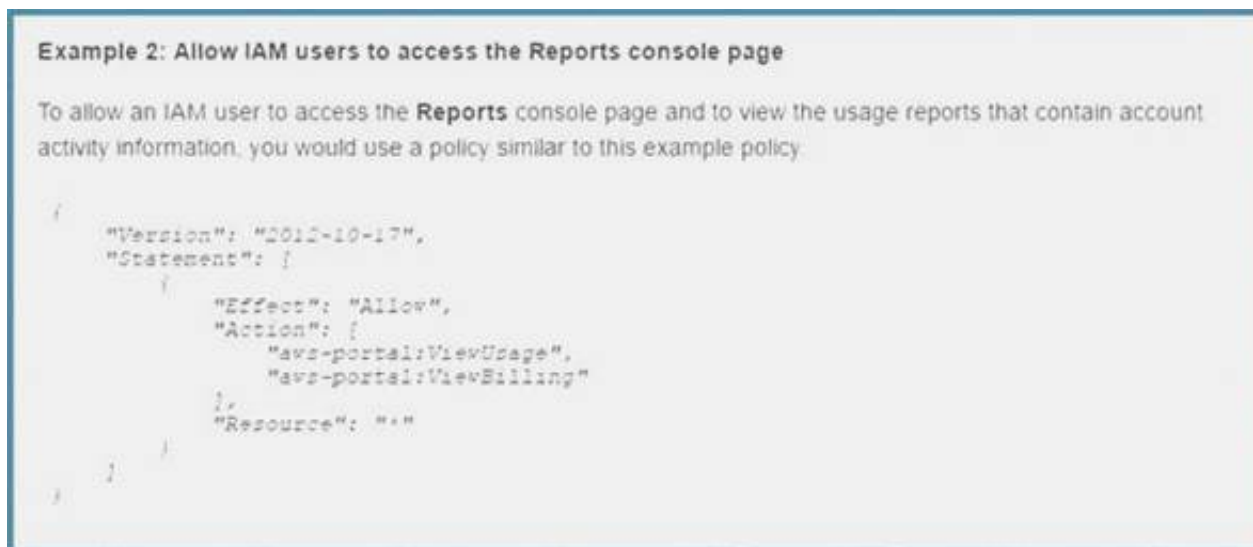 Example 2: Allow IAM users to access the Reports console page
To allow an IAM user to access the Reports console page and to view the usage reports that contain account
activity information, you would use a policy similar to this example policy.
{
"Version": "2012-10-17",
"Statement": [
{
"Effect": "Allow",
"Action": [
"aws-portal:ViewUsage",
"aws-portal:ViewBilling"
],
"Resource": "*"
}
]
}